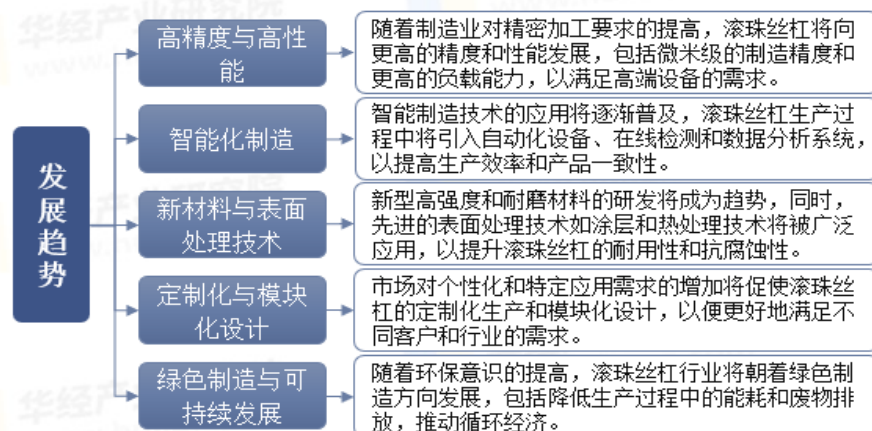 华经产业研究院
发展趋势
高精度与高性能
随着制造业对精密加工要求的提高，滚珠丝杠将向
更高的精度和性能发展，包括微米级的制造精度和
更高的负载能力，以满足高端设备的需求。
智能化制造
智能制造技术的应用将逐渐普及，滚珠丝杠生产过
程中将引入自动化设备、在线检测和数据分析系统，
以提高生产效率和产品一致性。
新材料与表面
处理技术
新型高强度和耐磨材料的研发将成为趋势，同时，
先进的表面处理技术如涂层和热处理技术将被广泛
应用，以提升滚珠丝杠的耐用性和抗腐蚀性。
定制化与模块
化设计
市场对个性化和特定应用需求的增加将促使滚珠丝
杠的定制化生产和模块化设计，以便更好地满足不
同客户和行业的需求。
绿色制造与可
持续发展
随着环保意识的提高，滚珠丝杠行业将朝着绿色制
造方向发展，包括降低生产过程中的能耗和废物排
放，推动循环经济。